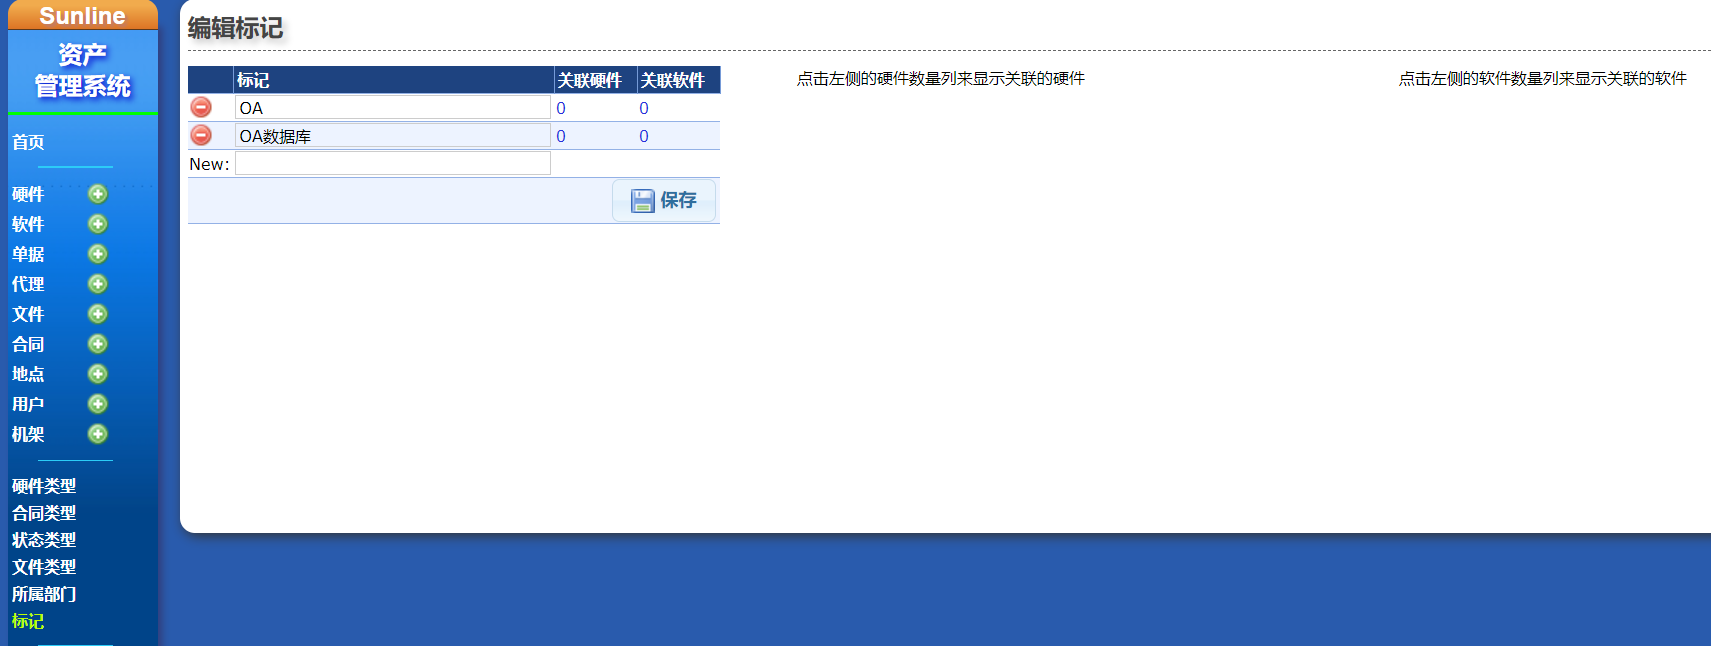 Sunline
资产
管理系统
首页
硬件
软件
单据
代理
文件
合同
地点
用户
机架
硬件类型
合同类型
状态类型
文件类型
所属部门
标记
编辑标记
标记 关联硬件 关联软件
OA 0 0
OA数据库 0 0
New:
保存
点击左侧的硬件数量列来显示关联的硬件
点击左侧的软件数量列来显示关联的软件